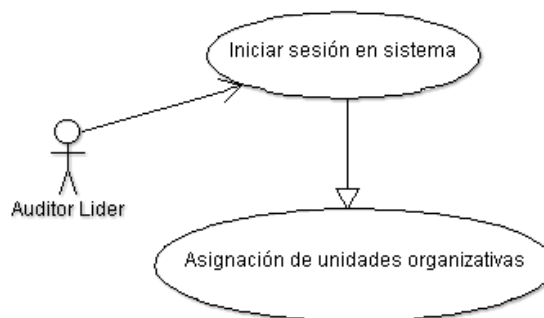 Iniciar sesión en sistema
Auditor Lider
Asignación de unidades organizativas